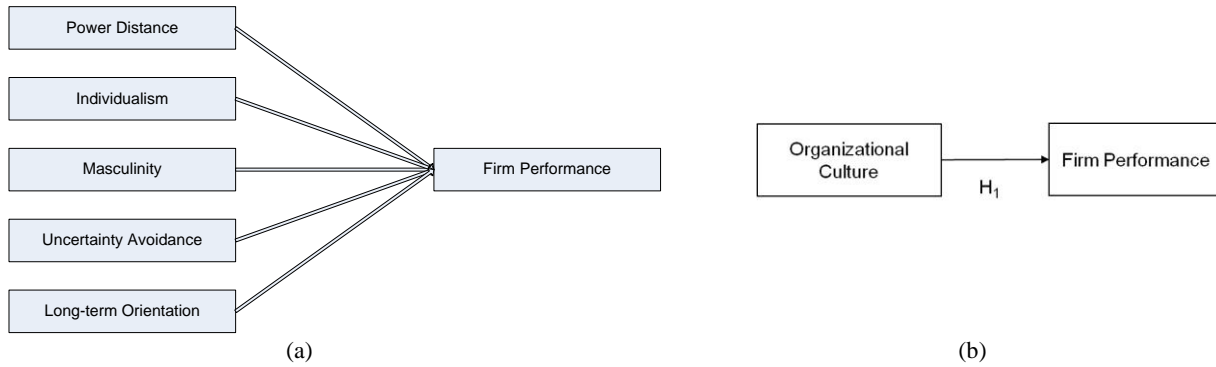 Power Distance
Individualism
Masculinity
Uncertainty Avoidance
Long-term Orientation
Firm Performance
(a)
Organizational
Culture
H1
Firm Performance
(b)